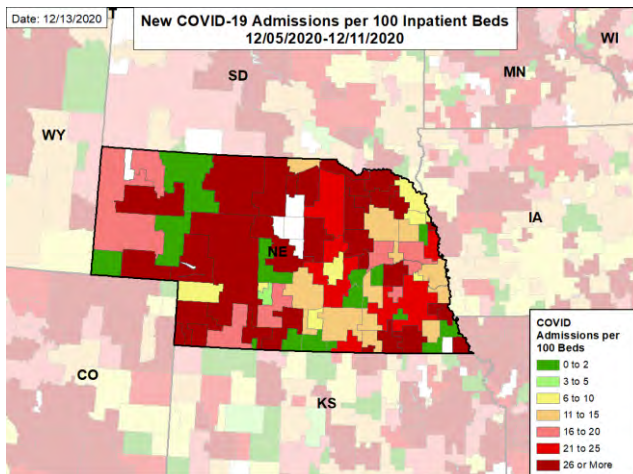 Date: 12/13/2020
New COVID-19 Admissions per 100 Inpatient Beds
12/05/2020-12/11/2020
WI
MN
SD
WY
IA
NE
CO
KS
COVID
Admissions per
100 Beds
0 to 2
3 to 5
6 to 10
11 to 15
16 to 20
21 to 25
26 or More